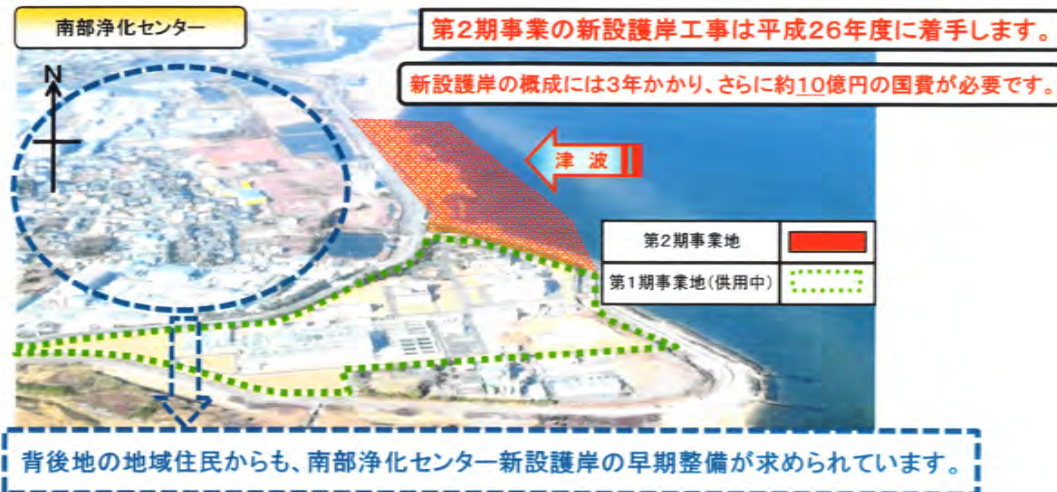 南部浄化センター
第2期事業の新設護岸工事は平成26年度に着手します。
新設護岸の概成には3年かかり、さらに約10億円の国費が必要です。
N
津 波
第2期事業地
第1期事業地(供用中)
背後地の地域住民からも、南部浄化センター新設護岸の早期整備が求められています。